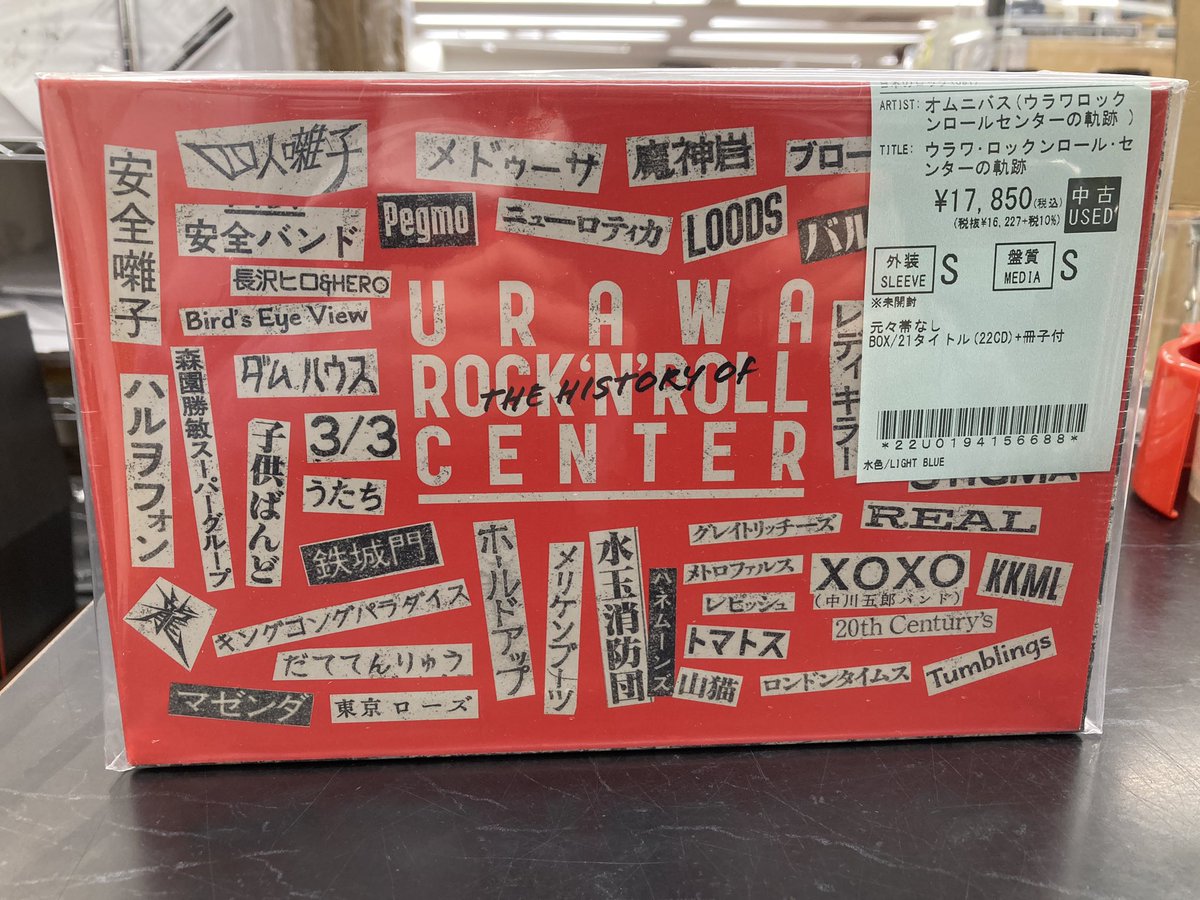 安全囃子
四人囃子
メドゥーサ
魔神岩
ブロー
安全バンド
Pegmo
ニューロティカ
LOODS
バル
長沢ヒロ&HERO
Bird's Eye View
URAWA
ROCK'N'ROLL
THE HISTORY OF
CENTER
レディキラー
ハルヲフォン
森園勝敏スーパーグループ
ダムハウス
子供ばんど
3/3
うたち
鉄城門
龍
キングコングパラダイス
だててんりゅう
マゼンダ
東京ローズ
ホールドアップ
メリケンブーツ
水玉消防団
パネムーンズ
グレイトリッチーズ
メトロファルス
レピッシュ
トマトス
山猫
REAL
XOXO
(中川五郎バンド)
KKML
20th Century's
ロンドンタイムス
Tumblings
ARTIST: オムニバス(ウラワロック
ンロールセンターの軌跡 )
TITLE: ウラワ・ロックンロール・セ
ンターの軌跡
¥17,850(税込)
(税抜¥16,227+税10%)
中古
USED
外装
SLEEVE S
盤質
MEDIA S
※未開封
元々帯なし
BOX/21タイトル(22CD)+冊子付
*22U0194156688*
水色/LIGHT BLUE